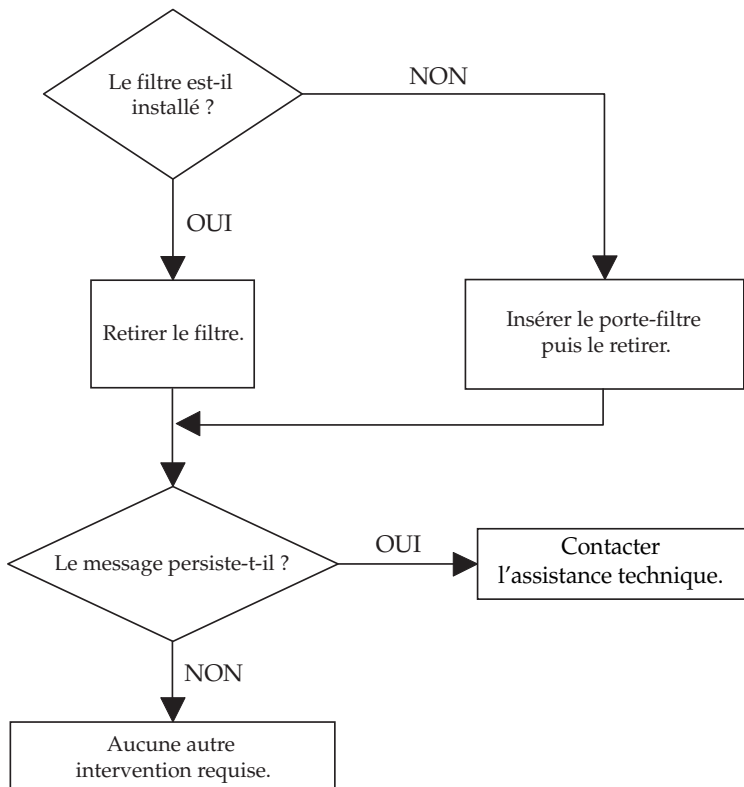 Le filtre est-il
installé ?
NON
OUI
Retirer le filtre.
Insérer le porte-filtre
puis le retirer.
Le message persiste-t-il ?
OUI
Contacter
l’assistance technique.
NON
Aucune autre
intervention requise.